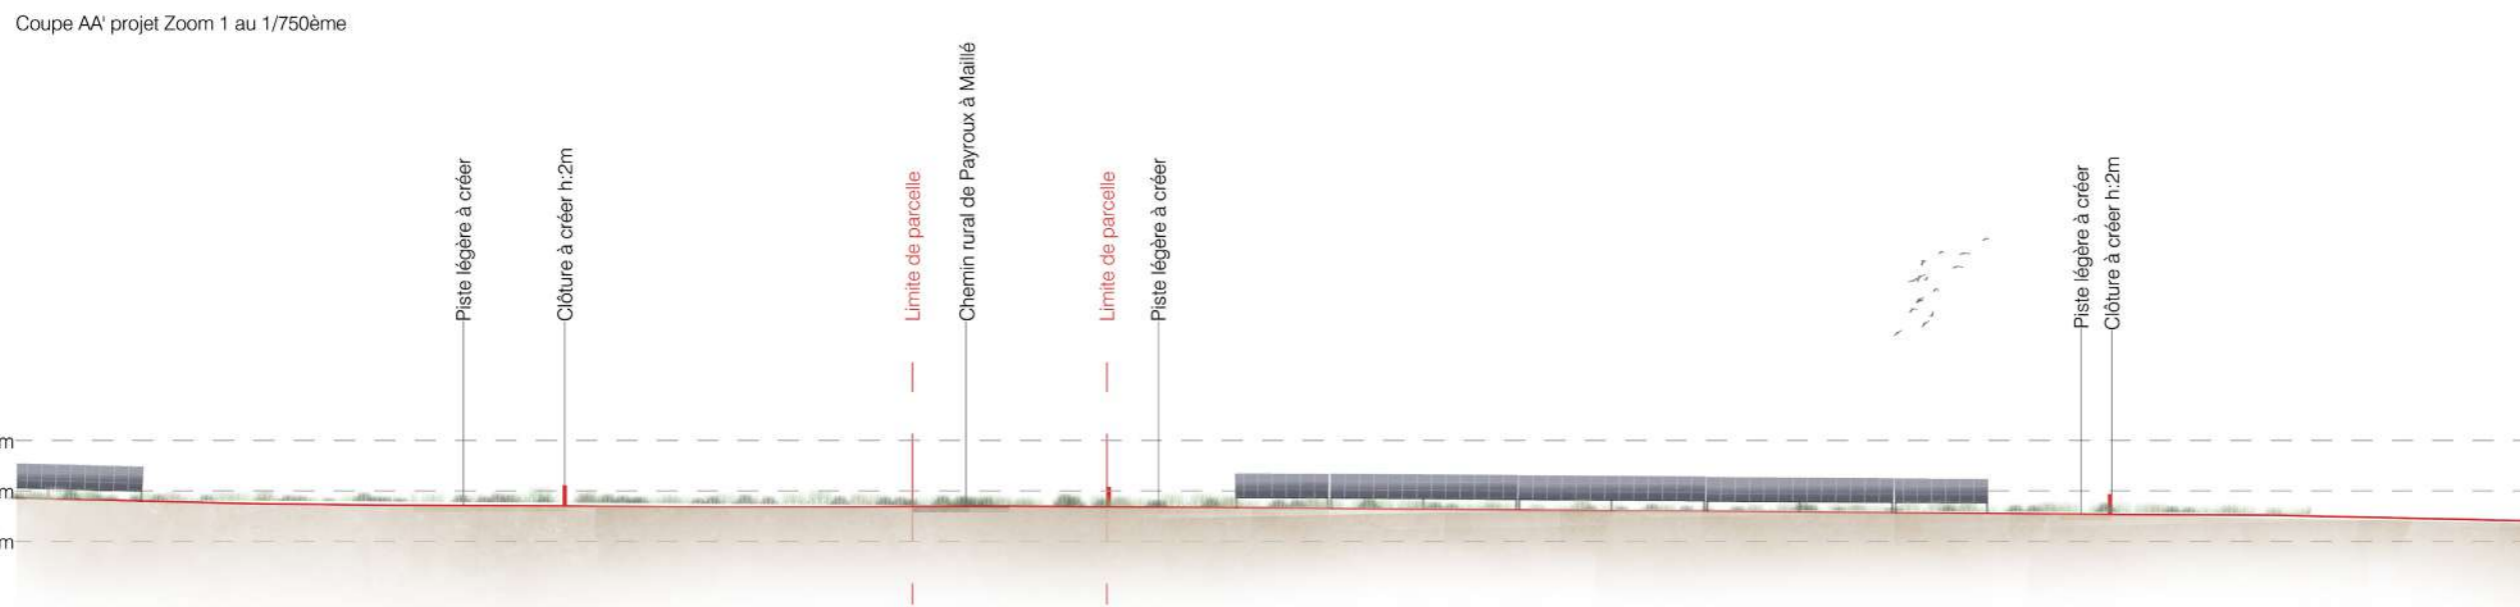 Coupe AA' projet Zoom 1 au 1/750ème
Piste légère à créer
Clôture à créer h:2m
Limite de parcelle
Chemin rural de Payroux à Maillé
Limite de parcelle
Piste légère à créer
Piste légère à créer
Clôture à créer h:2m
m
m
m